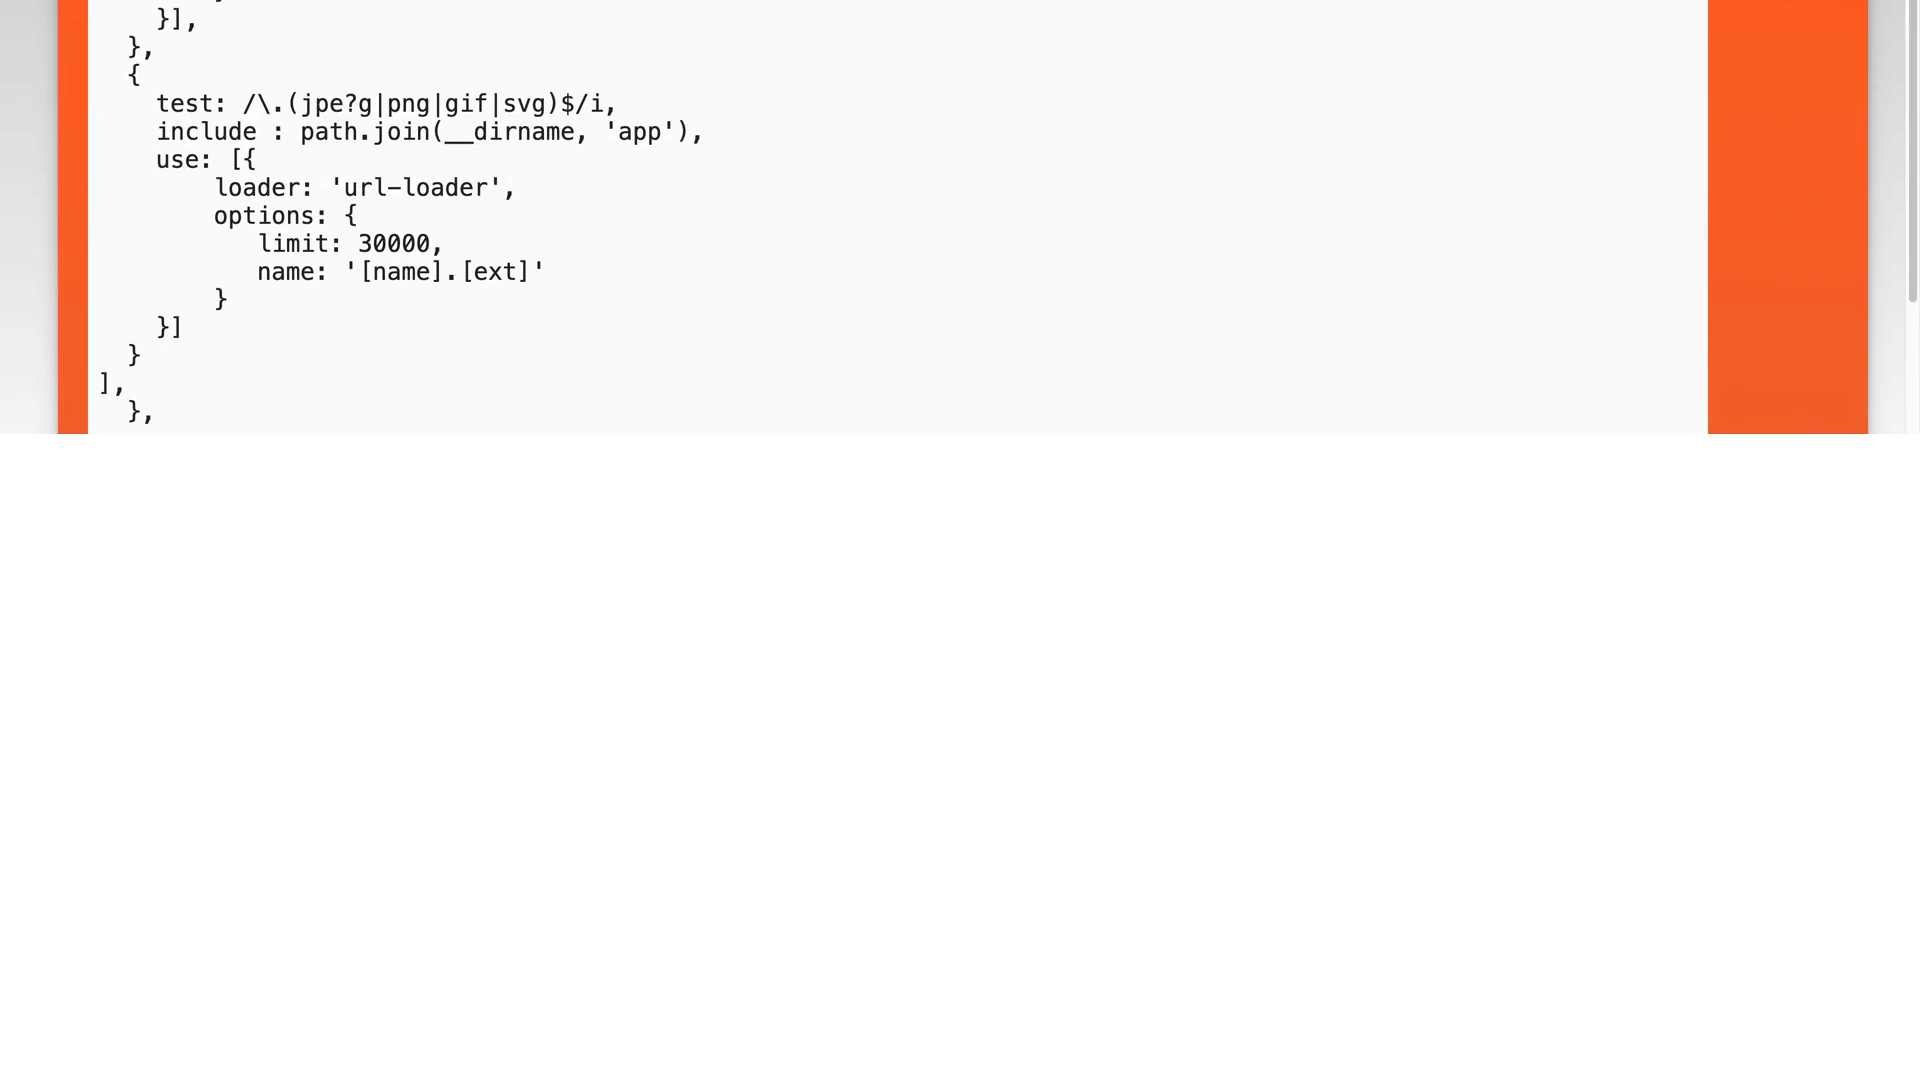 }],
},
{
test: /\.(jpe?g|png|gif|svg)$/i,
include : path.join(__dirname, 'app'),
use: [{
loader: 'url-loader',
options: {
limit: 30000,
name: '[name].[ext]'
}
}]
}
],
},